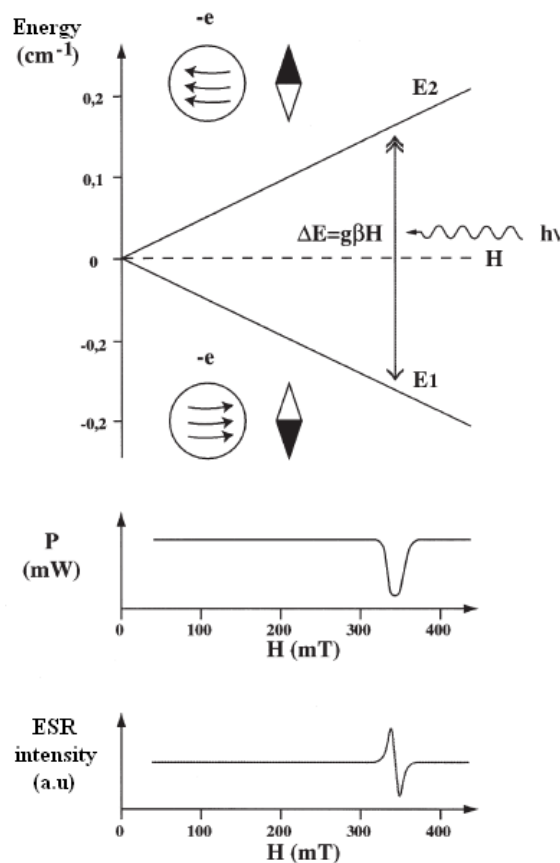 Energy
(cm-1)
-e
0,2
E2
0,1
ΔE=gβH
hν
0
H
-0,2
-e
E1
-0,2
P
(mW)
0
100
200
300
400
H (mT)
ESR
intensity
(a.u)
0
100
200
300
400
H (mT)